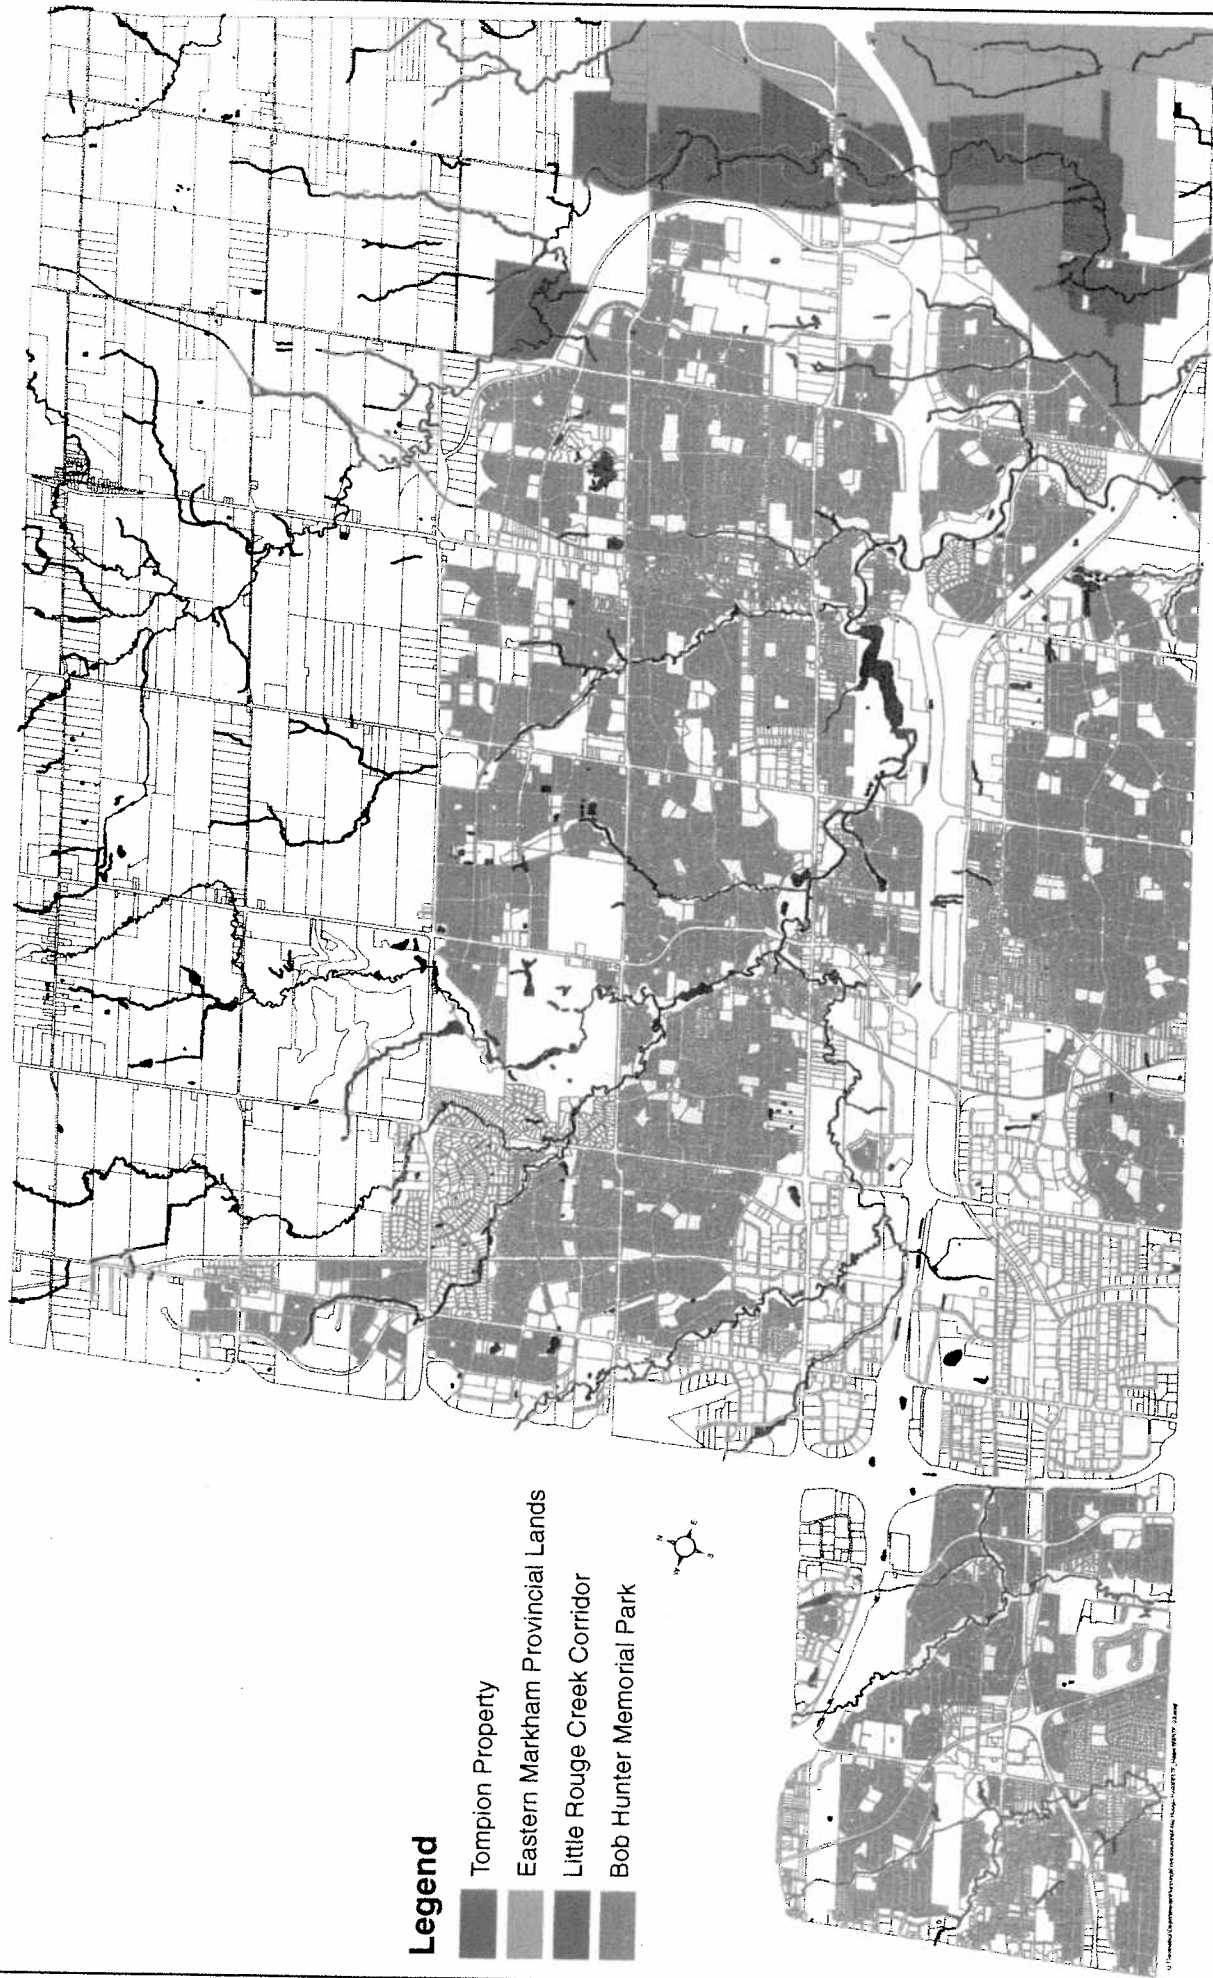 Legend
Tompion Property
Eastern Markham Provincial Lands
Little Rouge Creek Corridor
Bob Hunter Memorial Park
N
E
S
W